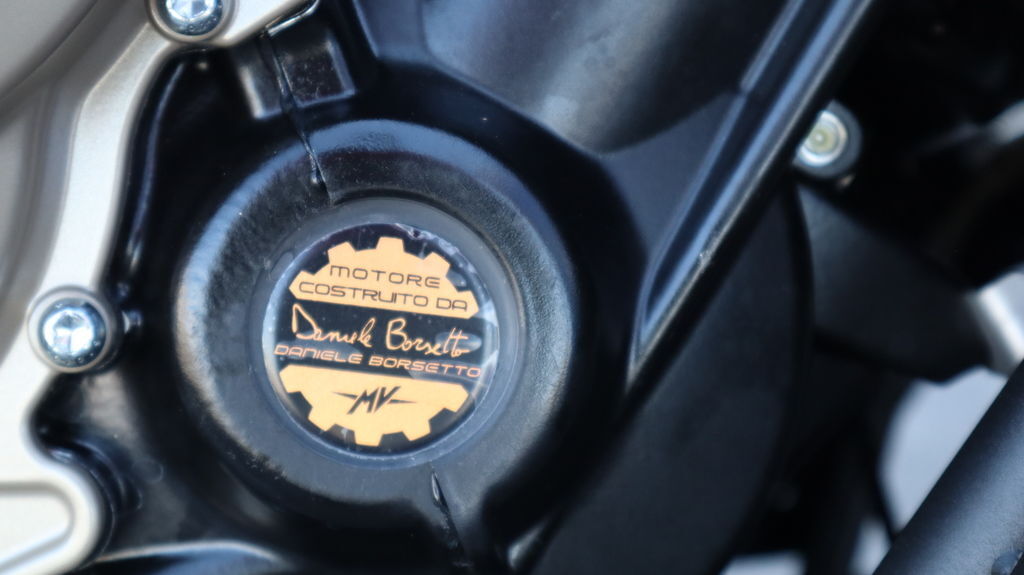 MOTORE
COSTRUITO DA
Daniele Borsetto
DANIELE BORSETTO
MV